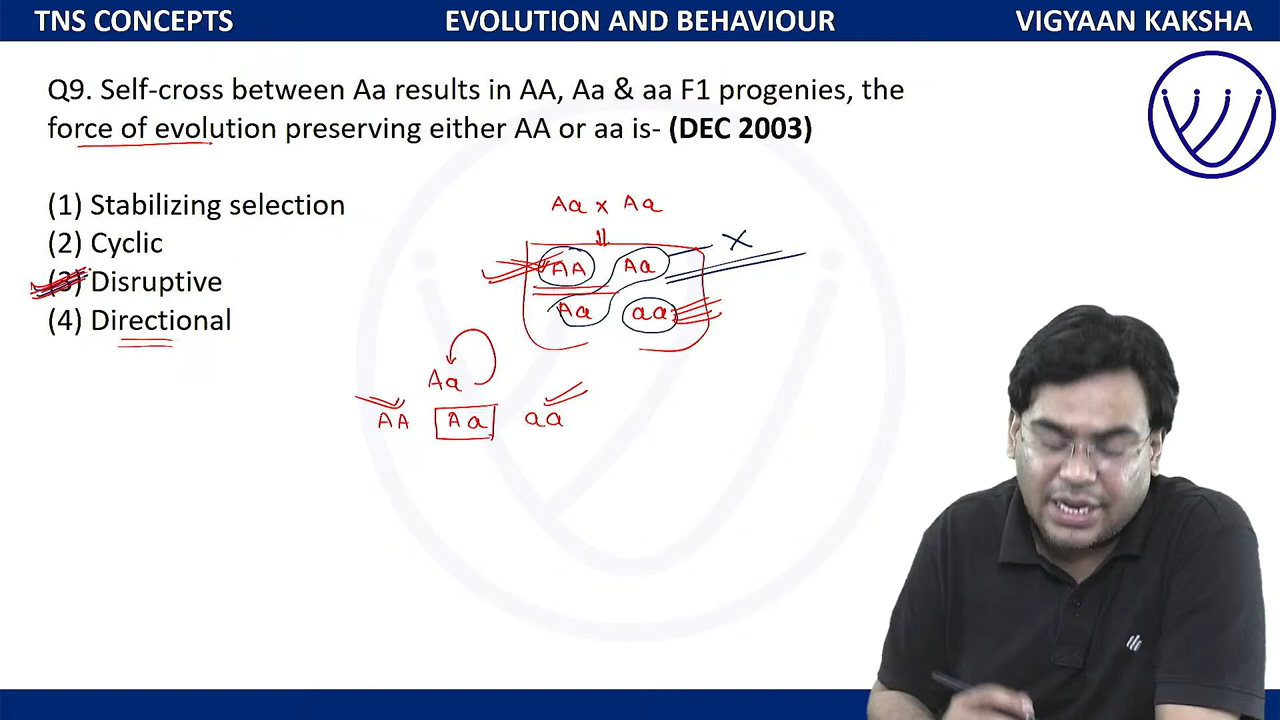 TNS CONCEPTS EVOLUTION AND BEHAVIOUR VIGYAAN KAKSHA
Q9. Self-cross between Aa results in AA, Aa & aa F1 progenies, the
force of evolution preserving either AA or aa is- (DEC 2003)
(1) Stabilizing selection
(2) Cyclic
(3) Disruptive
(4) Directional
Aa x Aa
AA Aa
Aa aa
Aa
AA Aa aa